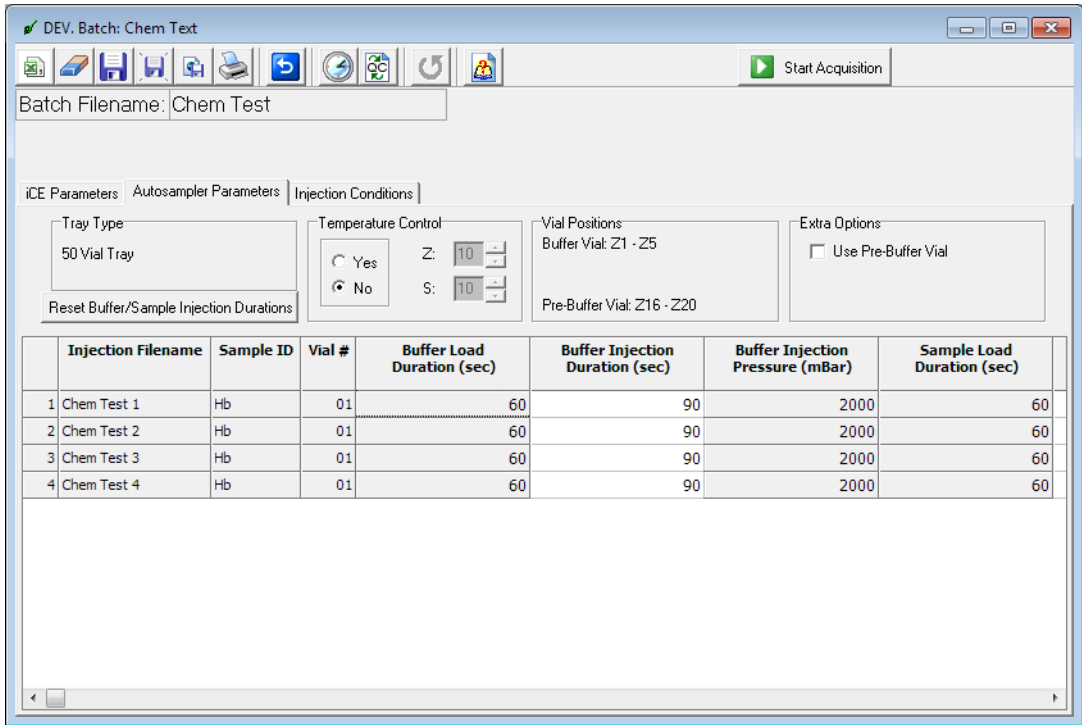 DEV. Batch: Chem Text
QC
Start Acquisition
Batch Filename: Chem Test
iCE Parameters Autosampler Parameters Injection Conditions
Tray Type
50 Vial Tray
Reset Buffer/Sample Injection Durations
Temperature Control
Yes
No
Z: 10
S: 10
Vial Positions
Buffer Vial: Z1 - Z5
Pre-Buffer Vial: Z16 - Z20
Extra Options
Use Pre-Buffer Vial
Injection Filename Sample ID Vial # Buffer Load Duration (sec) Buffer Injection Duration (sec) Buffer Injection Pressure (mBar) Sample Load Duration (sec)
1 Chem Test 1 Hb 01 60 90 2000 60
2 Chem Test 2 Hb 01 60 90 2000 60
3 Chem Test 3 Hb 01 60 90 2000 60
4 Chem Test 4 Hb 01 60 90 2000 60